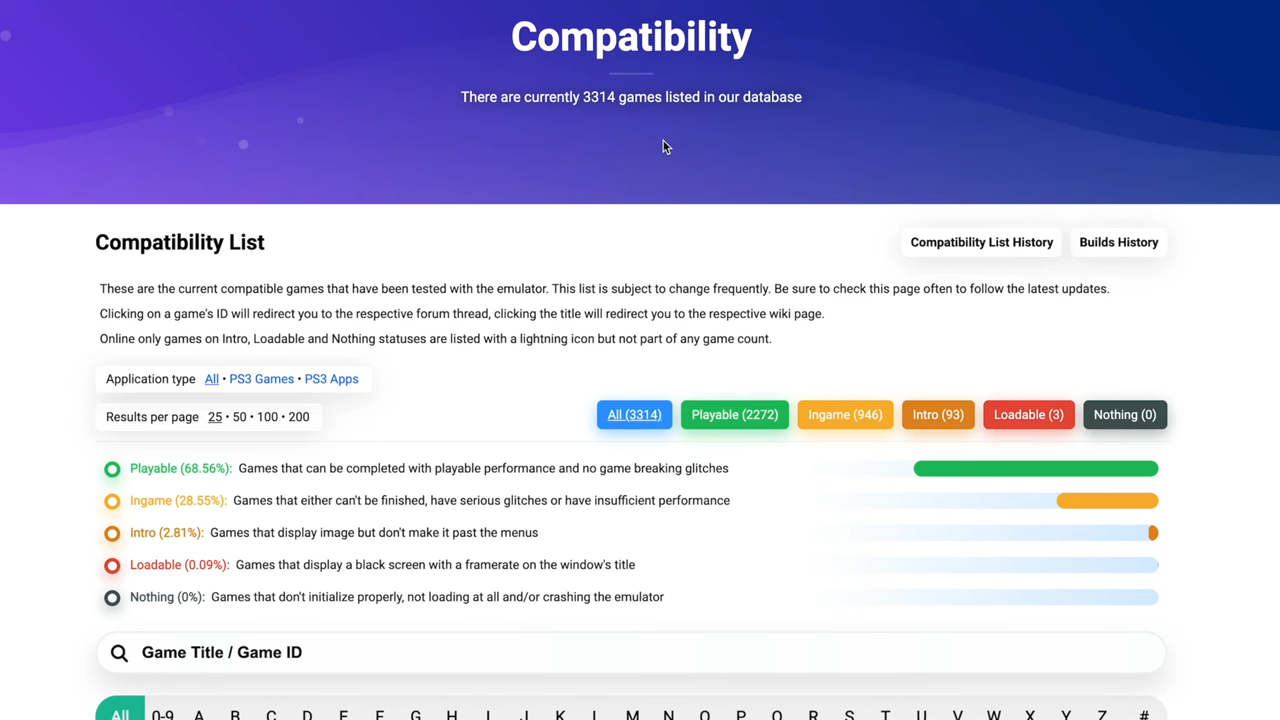 Compatibility
There are currently 3314 games listed in our database
Compatibility List
Compatibility List History
Builds History
These are the current compatible games that have been tested with the emulator. This list is subject to change frequently. Be sure to check this page often to follow the latest updates.
Clicking on a game's ID will redirect you to the respective forum thread, clicking the title will redirect you to the respective wiki page.
Online only games on Intro, Loadable and Nothing statuses are listed with a lightning icon but not part of any game count.
Application type All • PS3 Games • PS3 Apps
Results per page 25 • 50 • 100 • 200
All (3314) Playable (2272) Ingame (946) Intro (93) Loadable (3) Nothing (0)
Playable (68.56%): Games that can be completed with playable performance and no game breaking glitches
Ingame (28.55%): Games that either can't be finished, have serious glitches or have insufficient performance
Intro (2.81%): Games that display image but don't make it past the menus
Loadable (0.09%): Games that display a black screen with a framerate on the window's title
Nothing (0%): Games that don't initialize properly, not loading at all and/or crashing the emulator
Game Title / Game ID
All 0-9 A B C D E F G H I J K L M N O P Q R S T U V W X Y Z #